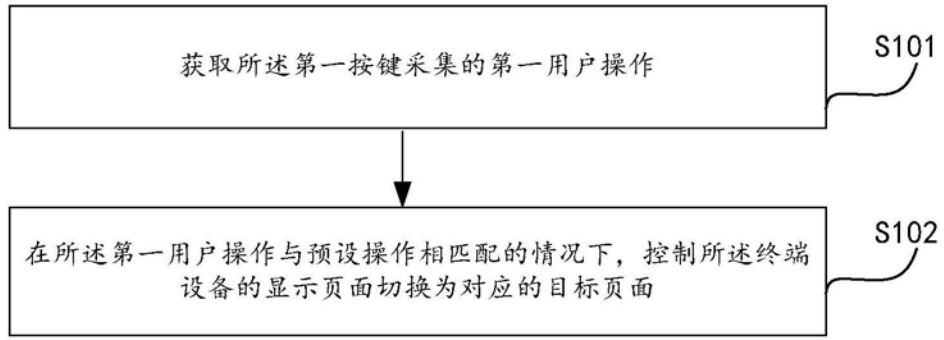 获取所述第一按键采集的第一用户操作
S101
在所述第一用户操作与预设操作相匹配的情况下，控制所述终端
设备的显示页面切换为对应的目标页面
S102